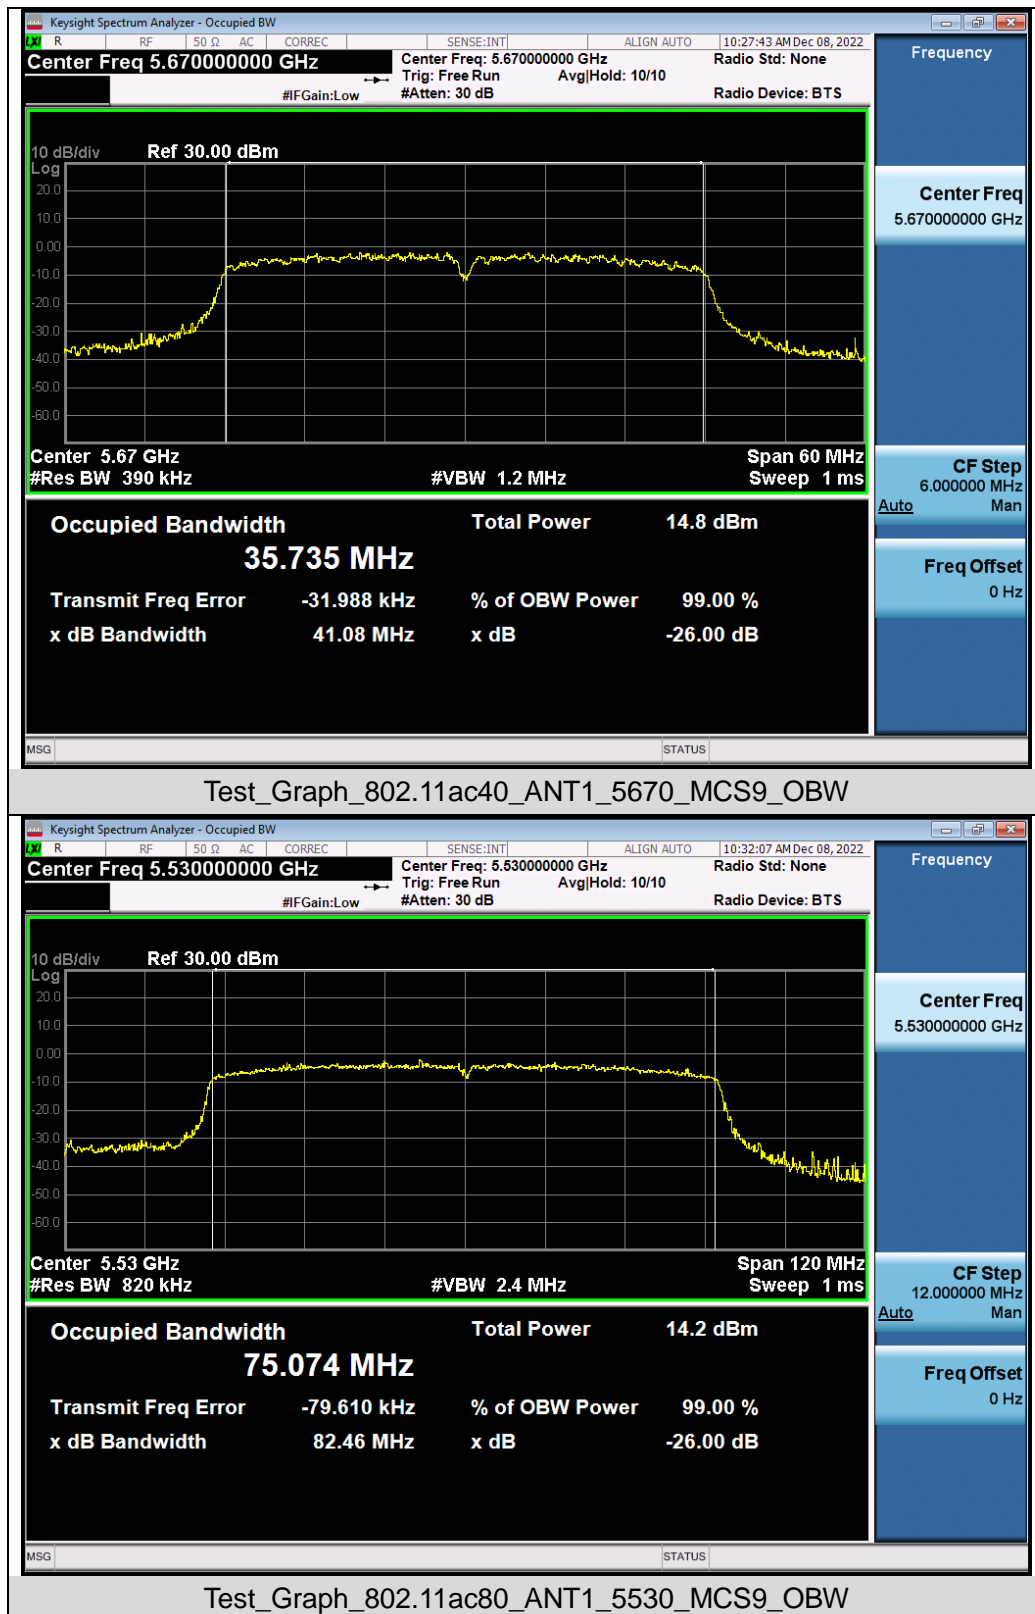 Keysight Spectrum Analyzer - Occupied BW
LXI R RF 50 Ω AC CORREC SENSE:INT ALIGN AUTO 10:27:43 AM Dec 08, 2022
Center Freq 5.670000000 GHz
Center Freq: 5.670000000 GHz Radio Std: None
Trig: Free Run Avg|Hold: 10/10
#IFGain:Low #Atten: 30 dB Radio Device: BTS
Frequency
10 dB/div Ref 30.00 dBm
Log
20.0
10.0
0.00
-10.0
-20.0
-30.0
-40.0
-50.0
-60.0
Center Freq
5.670000000 GHz
Center 5.67 GHz Span 60 MHz
#Res BW 390 kHz #VBW 1.2 MHz Sweep 1 ms
CF Step
6.000000 MHz
Auto Man
Freq Offset
0 Hz
Occupied Bandwidth Total Power 14.8 dBm
35.735 MHz
Transmit Freq Error -31.988 kHz % of OBW Power 99.00 %
x dB Bandwidth 41.08 MHz x dB -26.00 dB
MSG STATUS
Test_Graph_802.11ac40_ANT1_5670_MCS9_OBW
Keysight Spectrum Analyzer - Occupied BW
LXI R RF 50 Ω AC CORREC SENSE:INT ALIGN AUTO 10:32:07 AM Dec 08, 2022
Center Freq 5.530000000 GHz
Center Freq: 5.530000000 GHz Radio Std: None
Trig: Free Run Avg|Hold: 10/10
#IFGain:Low #Atten: 30 dB Radio Device: BTS
Frequency
10 dB/div Ref 30.00 dBm
Log
20.0
10.0
0.00
-10.0
-20.0
-30.0
-40.0
-50.0
-60.0
Center Freq
5.530000000 GHz
Center 5.53 GHz Span 120 MHz
#Res BW 820 kHz #VBW 2.4 MHz Sweep 1 ms
CF Step
12.000000 MHz
Auto Man
Freq Offset
0 Hz
Occupied Bandwidth Total Power 14.2 dBm
75.074 MHz
Transmit Freq Error -79.610 kHz % of OBW Power 99.00 %
x dB Bandwidth 82.46 MHz x dB -26.00 dB
MSG STATUS
Test_Graph_802.11ac80_ANT1_5530_MCS9_OBW